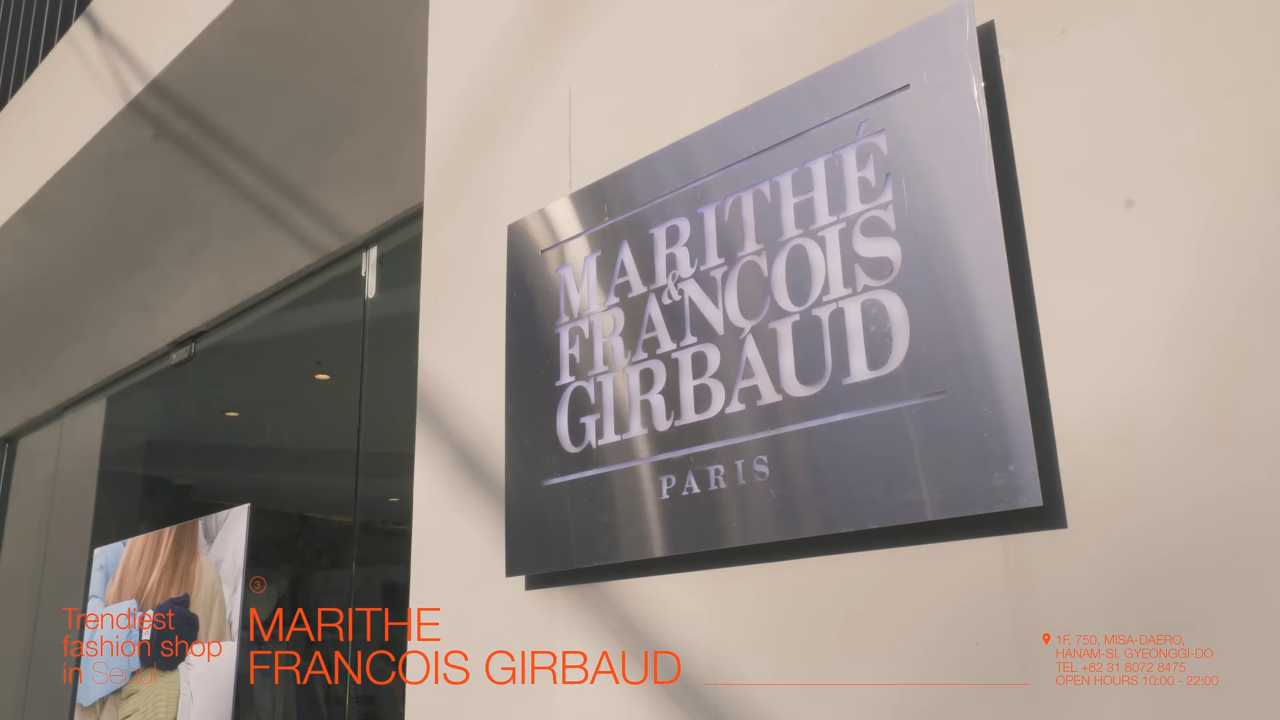 MARITHÉ
&
FRANÇOIS
GIRBAUD
PARIS
3
Trendiest
fashion shop
in Seoul
MARITHE
FRANCOIS GIRBAUD
1F, 750, MISA-DAERO,
HANAM-SI, GYEONGGI-DO
TEL +82 31 8072 8475
OPEN HOURS 10:00 - 22:00